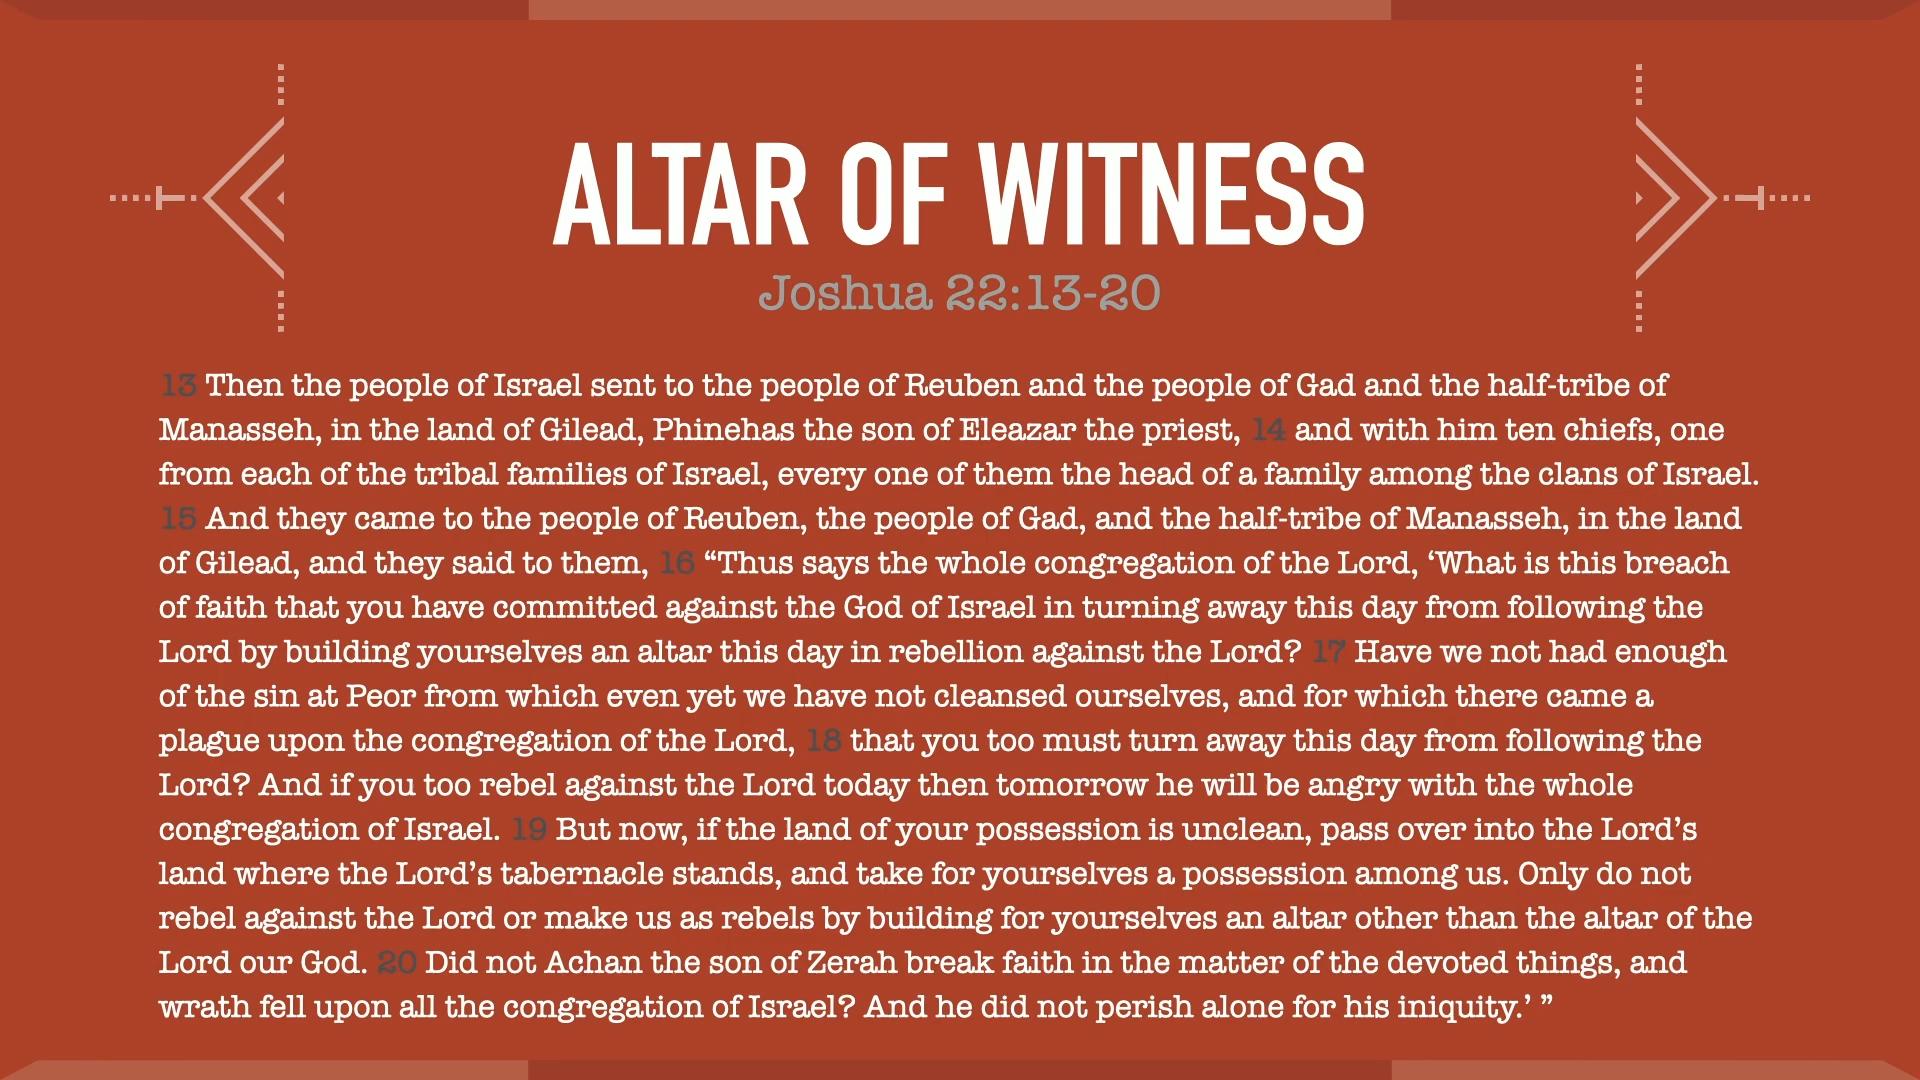 ALTAR OF WITNESS
Joshua 22:13-20
13 Then the people of Israel sent to the people of Reuben and the people of Gad and the half-tribe of
Manasseh, in the land of Gilead, Phinehas the son of Eleazar the priest, 14 and with him ten chiefs, one
from each of the tribal families of Israel, every one of them the head of a family among the clans of Israel.
15 And they came to the people of Reuben, the people of Gad, and the half-tribe of Manasseh, in the land
of Gilead, and they said to them, 16 “Thus says the whole congregation of the Lord, ‘What is this breach
of faith that you have committed against the God of Israel in turning away this day from following the
Lord by building yourselves an altar this day in rebellion against the Lord? 17 Have we not had enough
of the sin at Peor from which even yet we have not cleansed ourselves, and for which there came a
plague upon the congregation of the Lord, 18 that you too must turn away this day from following the
Lord? And if you too rebel against the Lord today then tomorrow he will be angry with the whole
congregation of Israel. 19 But now, if the land of your possession is unclean, pass over into the Lord’s
land where the Lord’s tabernacle stands, and take for yourselves a possession among us. Only do not
rebel against the Lord or make us as rebels by building for yourselves an altar other than the altar of the
Lord our God. 20 Did not Achan the son of Zerah break faith in the matter of the devoted things, and
wrath fell upon all the congregation of Israel? And he did not perish alone for his iniquity.’ ”